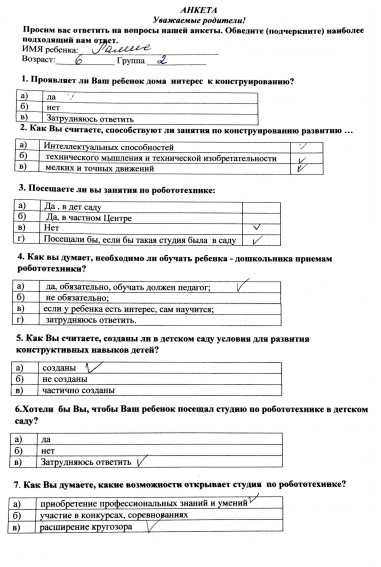 АНКЕТА
Уважаемые родители!
Просим вас ответить на вопросы нашей анкеты. Обведите (подчеркните) наиболее
подходящий вам ответ.
ИМЯ ребенка: Рамис
Возраст: 6 Группа 2
1. Проявляет ли Ваш ребенок дома интерес к конструированию?
а) да ✓
б) нет
в) Затрудняюсь ответить
2. Как Вы считаете, способствуют ли занятия по конструированию развитию …
а) Интеллектуальных способностей ✓
б) технического мышления и технической изобретательности ✓
в) мелких и точных движений ✓
3. Посещаете ли вы занятия по робототехнике:
а) Да , в дет саду
б) Да, в частном Центре
в) Нет ✓
г) Посещали бы, если бы такая студия была в саду ✓
4. Как вы думает, необходимо ли обучать ребенка - дошкольника приемам
робототехники?
а) да, обязательно, обучать должен педагог; ✓
б) не обязательно;
в) если у ребенка есть интерес, сам научится;
г) затрудняюсь ответить.
5. Как Вы считаете, созданы ли в детском саду условия для развития
конструктивных навыков детей?
а) созданы ✓
б) не созданы
в) частично созданы
6.Хотели бы Вы, чтобы Ваш ребенок посещал студию по робототехнике в детском
саду?
а) да
б) нет
в) Затрудняюсь ответить ✓
7. Как Вы думаете, какие возможности открывает студия по робототехнике?
а) приобретение профессиональных знаний и умений ✓
б) участие в конкурсах, соревнованиях
в) расширение кругозора ✓